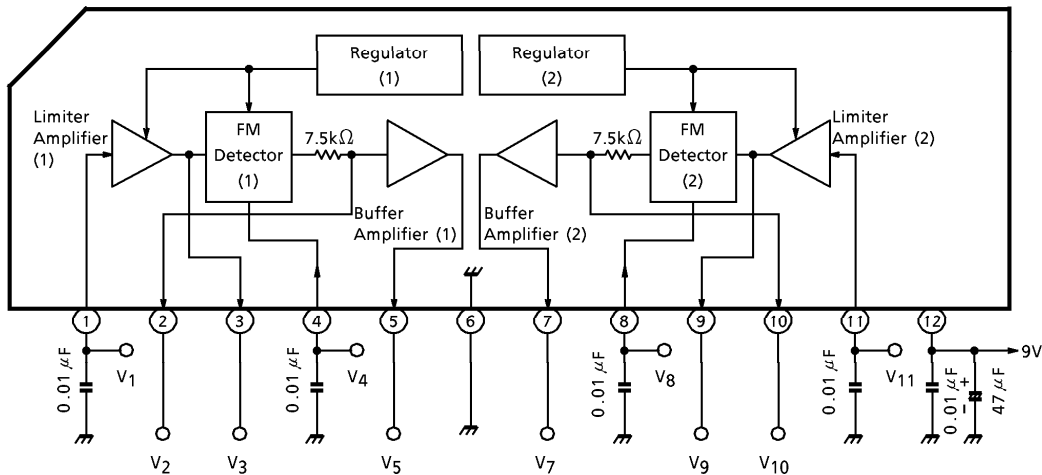 Regulator
(1)
Regulator
(2)
Limiter
Amplifier
(1)
FM
Detector
(1)
7.5kΩ
7.5kΩ
FM
Detector
(2)
Limiter
Amplifier (2)
Buffer
Amplifier (1)
Buffer
Amplifier (2)
1
2
3
4
5
6
7
8
9
10
11
12
0.01 μF
V1
0.01 μF
V4
0.01 μF
V8
0.01 μF
V11
0.01 μF
− +
47 μF
9V
V2
V3
V5
V7
V9
V10